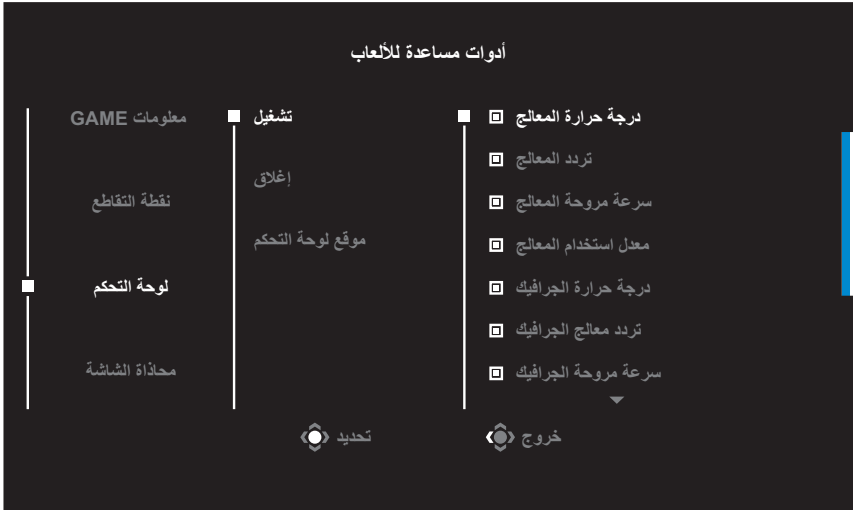 أدوات مساعدة للألعاب
معلومات GAME
نقطة التقاطع
لوحة التحكم
محاذاة الشاشة
تشغيل
إغلاق
موقع لوحة التحكم
درجة حرارة المعالج
تردد المعالج
سرعة مروحة المعالج
معدل استخدام المعالج
درجة حرارة الجرافيك
تردد معالج الجرافيك
سرعة مروحة الجرافيك
تحديد
خروج